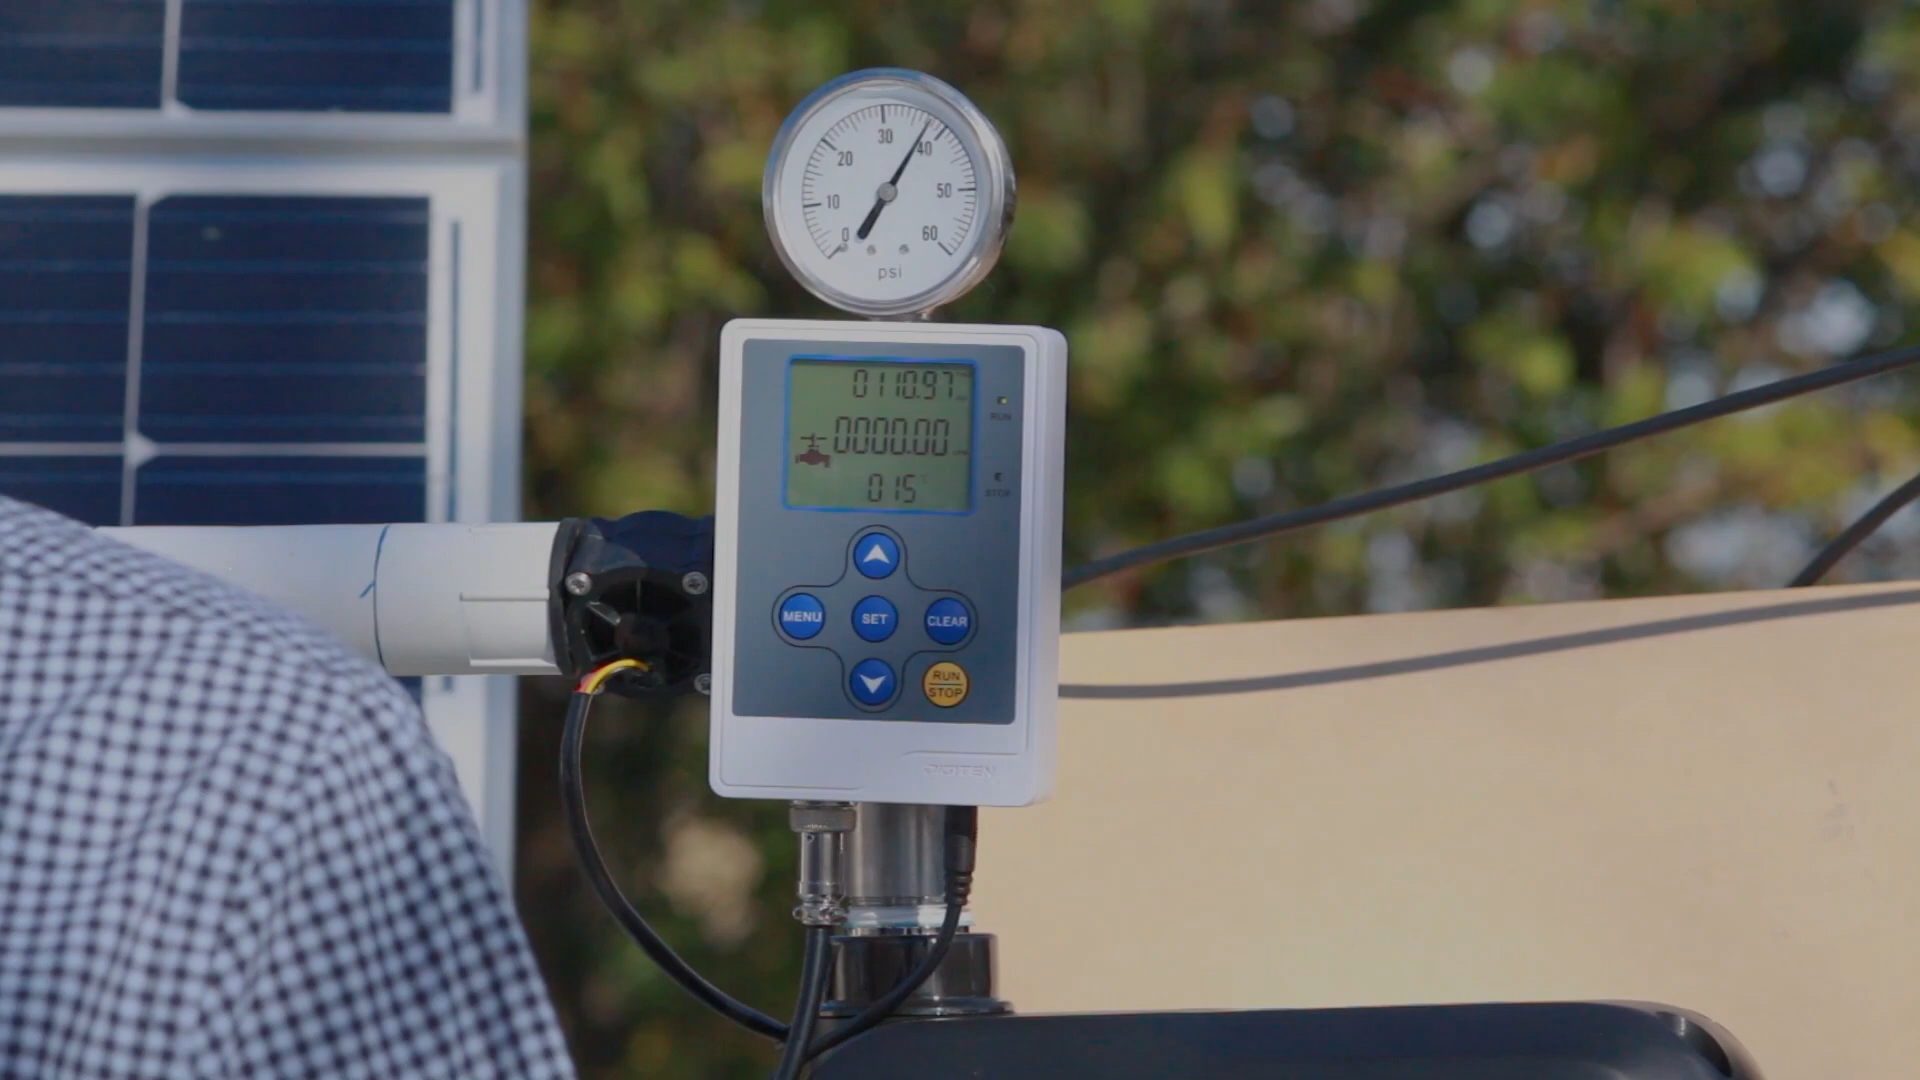 30
20
40
10
50
0
60
psi
0110.97
0000.00
015
RUN
STOP
MENU
SET
CLEAR
RUN
STOP
DIGITEN